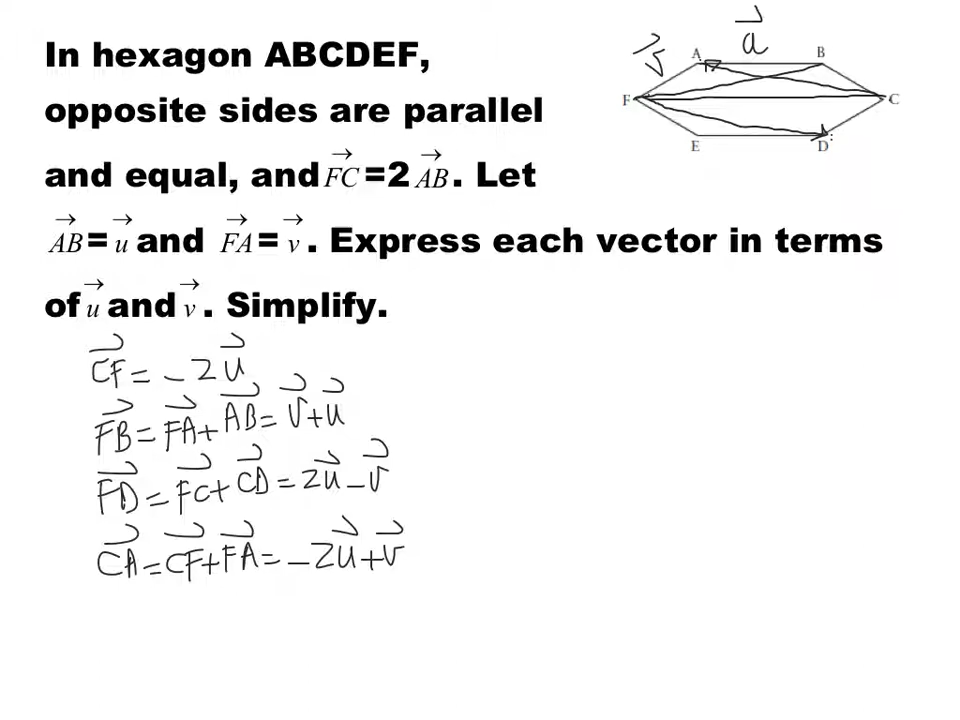 In hexagon ABCDEF,
opposite sides are parallel
and equal, and FC⃗ =2 AB⃗ . Let
AB⃗ = u⃗ and FA⃗ = v⃗ . Express each vector in terms
of u⃗ and v⃗ . Simplify.
CF⃗ = -2u⃗
FB⃗ = FA⃗ + AB⃗ = v⃗ + u⃗
FD⃗ = FC⃗ + CD⃗ = 2u⃗ - v⃗
CA⃗ = CF⃗ + FA⃗ = -2u⃗ + v⃗
A
B
F
C
E
D